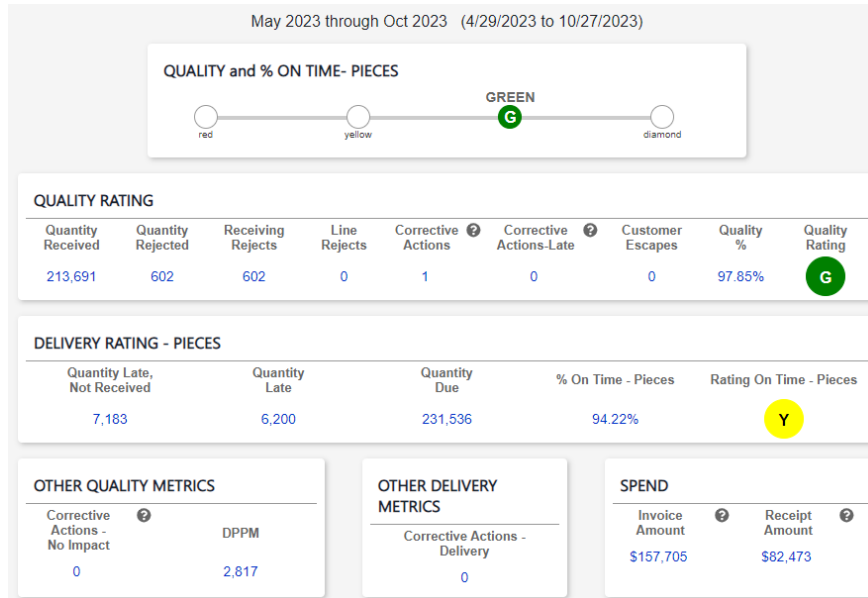 May 2023 through Oct 2023 (4/29/2023 to 10/27/2023)
QUALITY and % ON TIME- PIECES
GREEN
G
red
yellow
diamond
QUALITY RATING
Quantity Received
Quantity Rejected
Receiving Rejects
Line Rejects
Corrective Actions ?
Corrective Actions-Late ?
Customer Escapes
Quality %
Quality Rating
213,691
602
602
0
1
0
0
97.85%
G
DELIVERY RATING - PIECES
Quantity Late, Not Received
Quantity Late
Quantity Due
% On Time - Pieces
Rating On Time - Pieces
7,183
6,200
231,536
94.22%
Y
OTHER QUALITY METRICS
Corrective Actions - No Impact ?
DPPM
0
2,817
OTHER DELIVERY
METRICS
Corrective Actions -
Delivery
0
SPEND
Invoice Amount ?
Receipt Amount ?
$157,705
$82,473